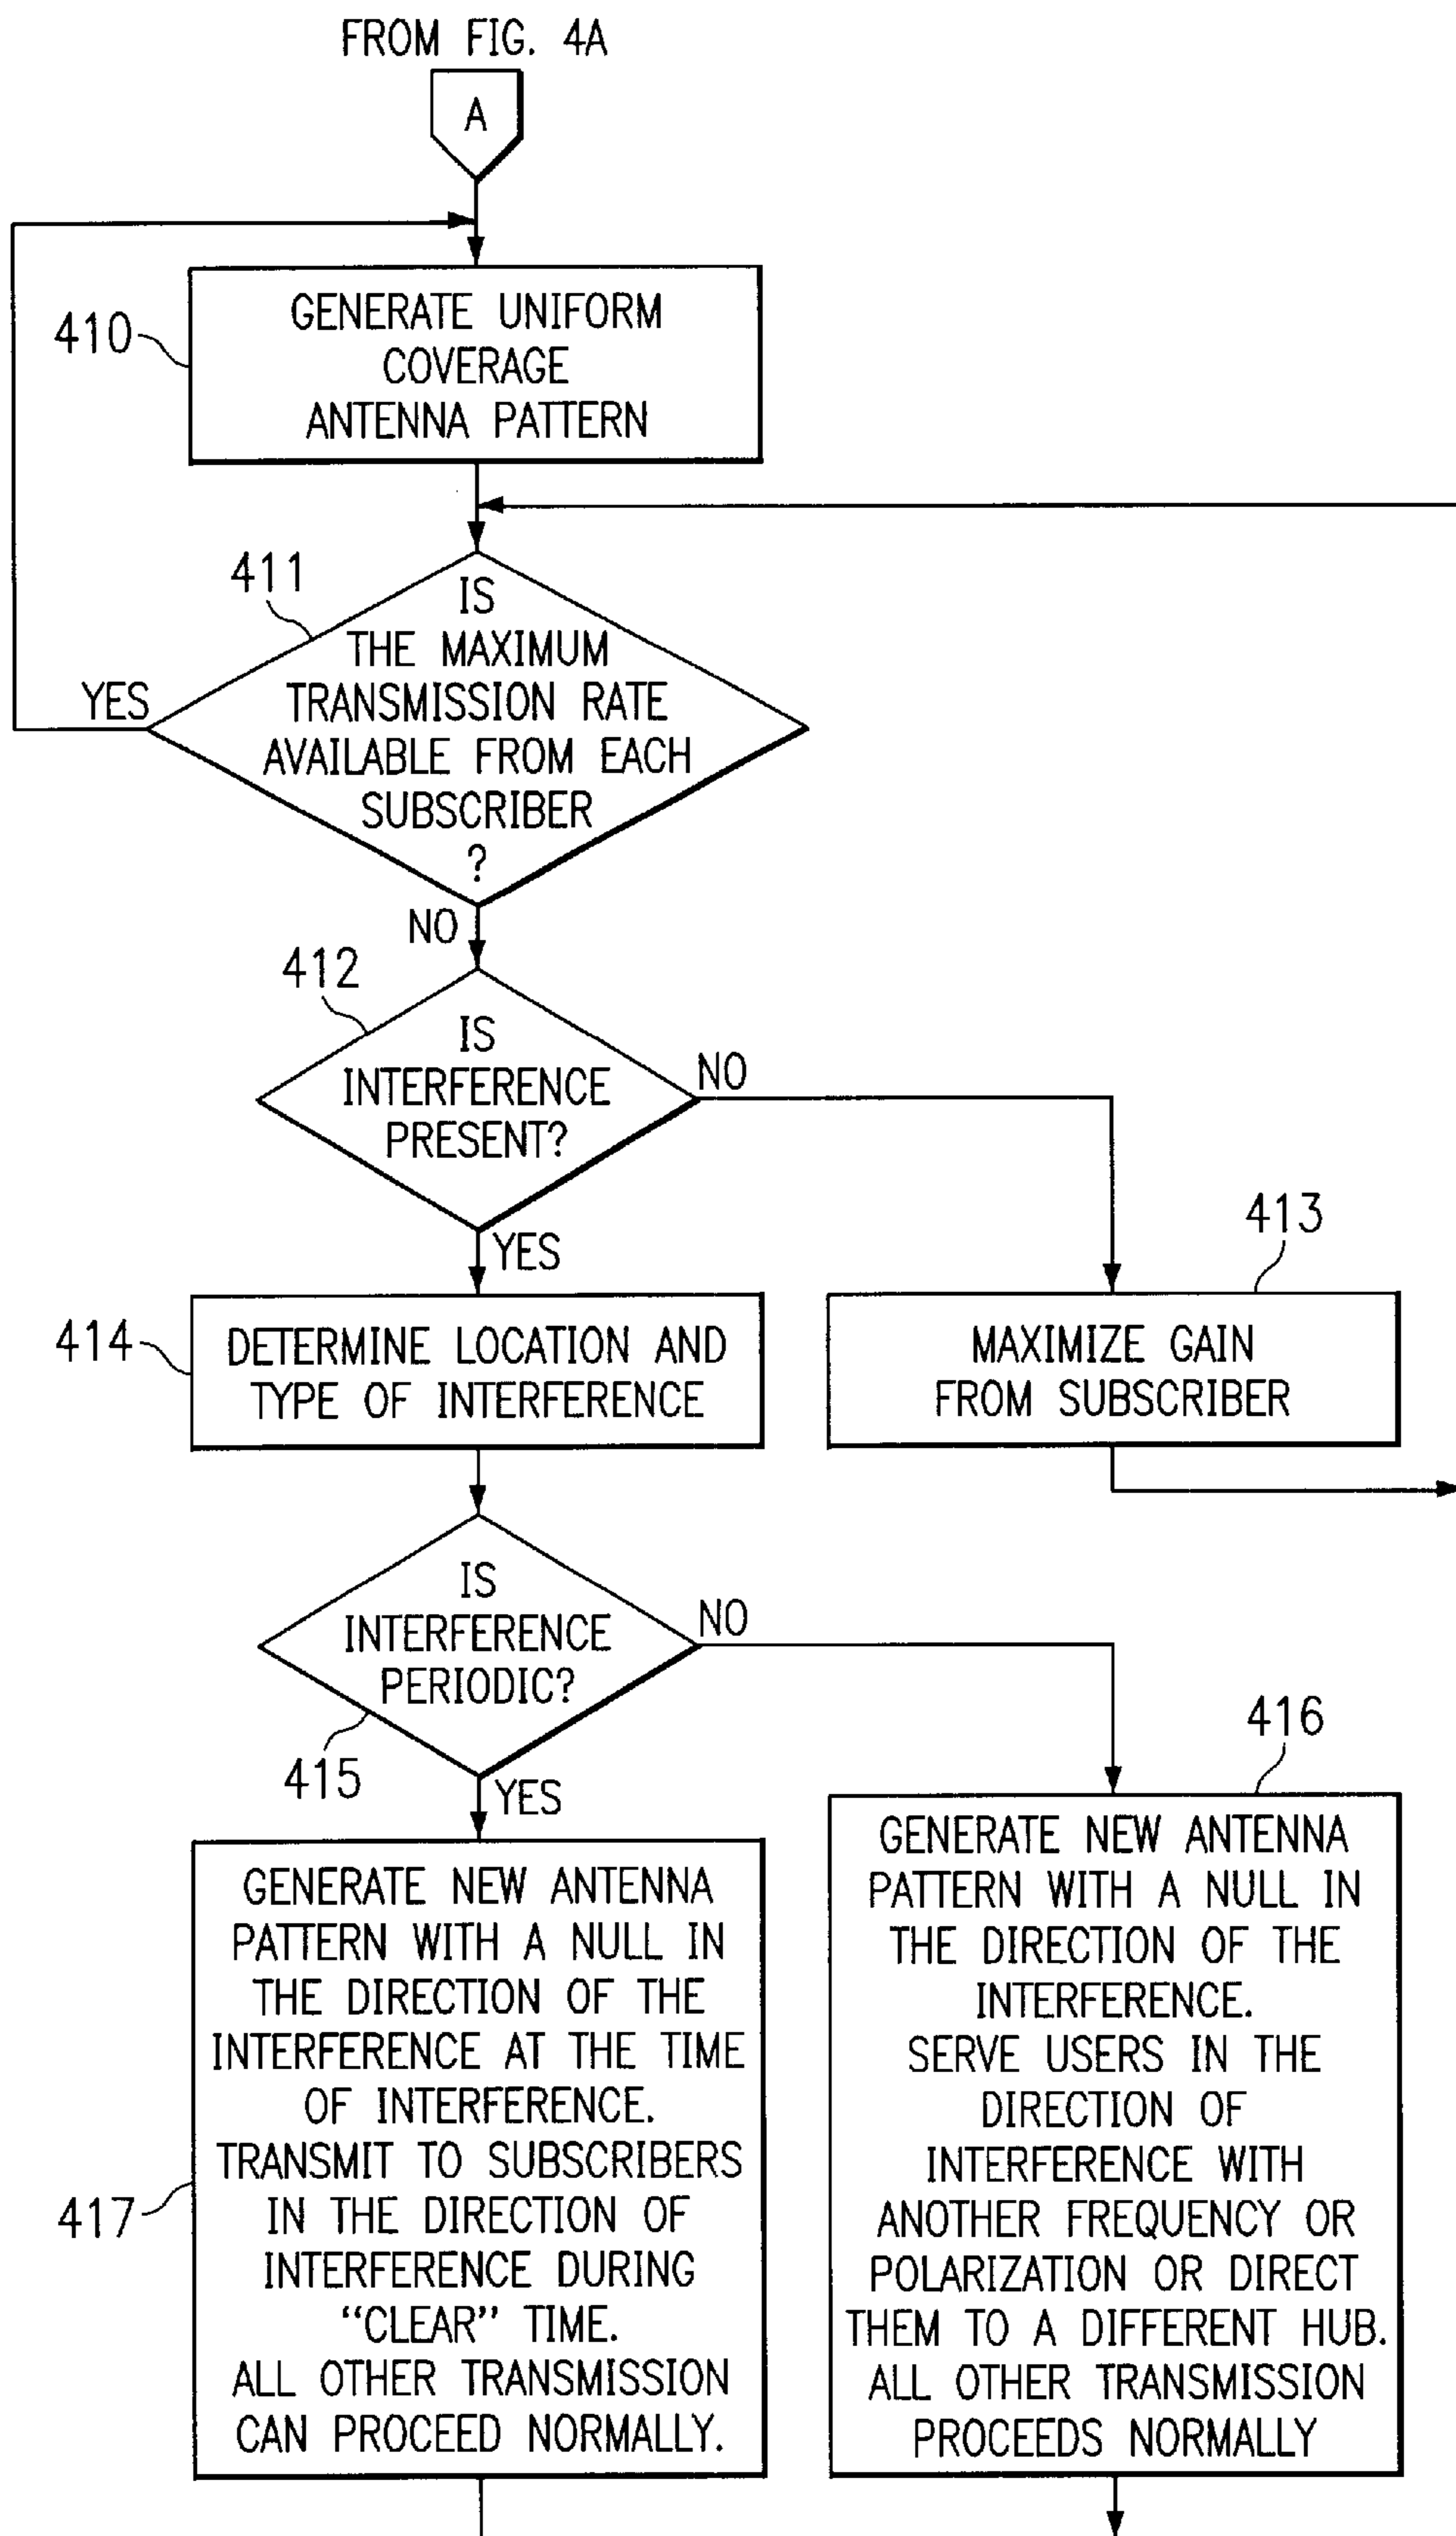 FROM FIG. 4A
A
410
GENERATE UNIFORM
COVERAGE
ANTENNA PATTERN
411
IS
THE MAXIMUM
TRANSMISSION RATE
AVAILABLE FROM EACH
SUBSCRIBER
?
YES
NO
412
IS
INTERFERENCE
PRESENT?
NO
YES
413
MAXIMIZE GAIN
FROM SUBSCRIBER
414
DETERMINE LOCATION AND
TYPE OF INTERFERENCE
IS
INTERFERENCE
PERIODIC?
NO
415
YES
416
GENERATE NEW ANTENNA
PATTERN WITH A NULL IN
THE DIRECTION OF THE
INTERFERENCE.
SERVE USERS IN THE
DIRECTION OF
INTERFERENCE WITH
ANOTHER FREQUENCY OR
POLARIZATION OR DIRECT
THEM TO A DIFFERENT HUB.
ALL OTHER TRANSMISSION
PROCEEDS NORMALLY
417
GENERATE NEW ANTENNA
PATTERN WITH A NULL IN
THE DIRECTION OF THE
INTERFERENCE AT THE TIME
OF INTERFERENCE.
TRANSMIT TO SUBSCRIBERS
IN THE DIRECTION OF
INTERFERENCE DURING
“CLEAR” TIME.
ALL OTHER TRANSMISSION
CAN PROCEED NORMALLY.